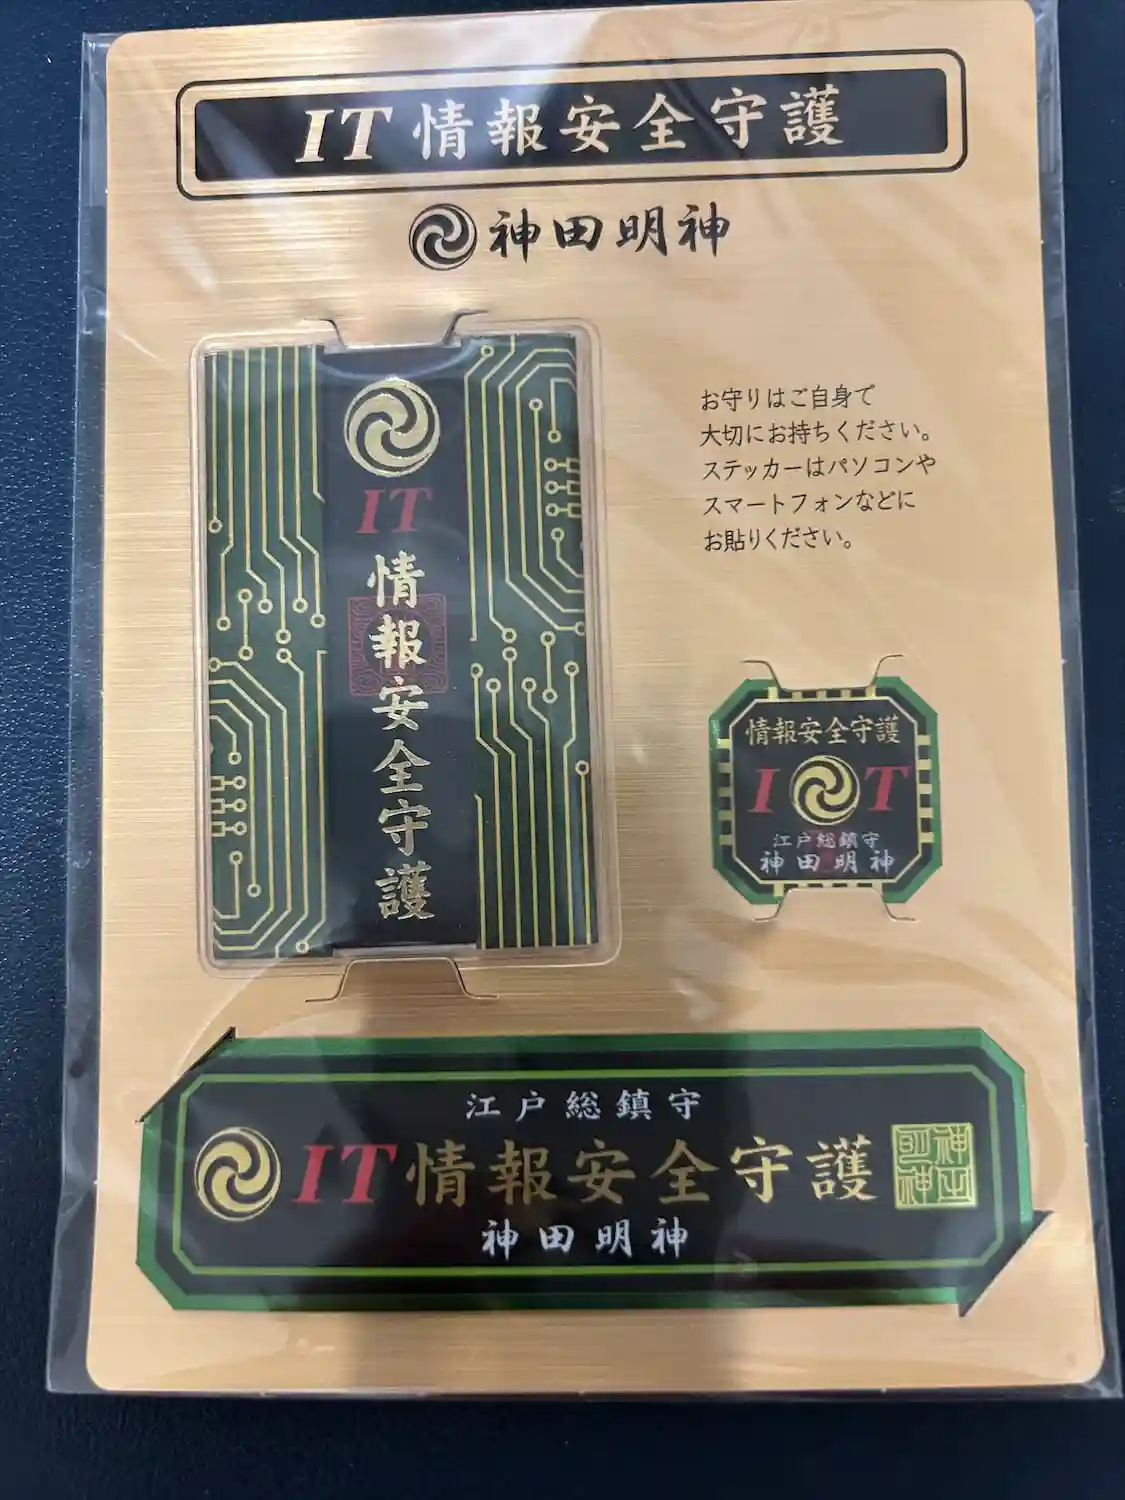 IT情報安全守護
神田明神
IT
情報安全守護
お守りはご自身で
大切にお持ちください。
ステッカーはパソコンや
スマートフォンなどに
お貼りください。
情報安全守護
IT
江戸総鎮守
神田明神
江戸総鎮守
IT情報安全守護
神田明神